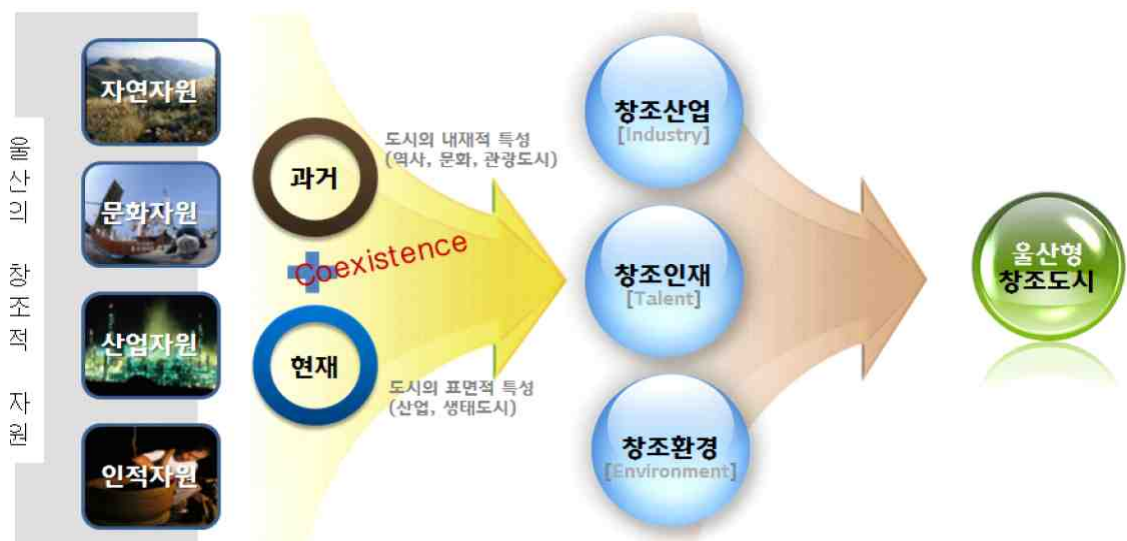 울산의 창조적 자원
자연자원
문화자원
산업자원
인적자원
과거
도시의 내재적 특성
(역사, 문화, 관광도시)
Coexistence
현재
도시의 표면적 특성
(산업, 생태도시)
창조산업
[Industry]
창조인재
[Talent]
창조환경
[Environment]
울산형
창조도시